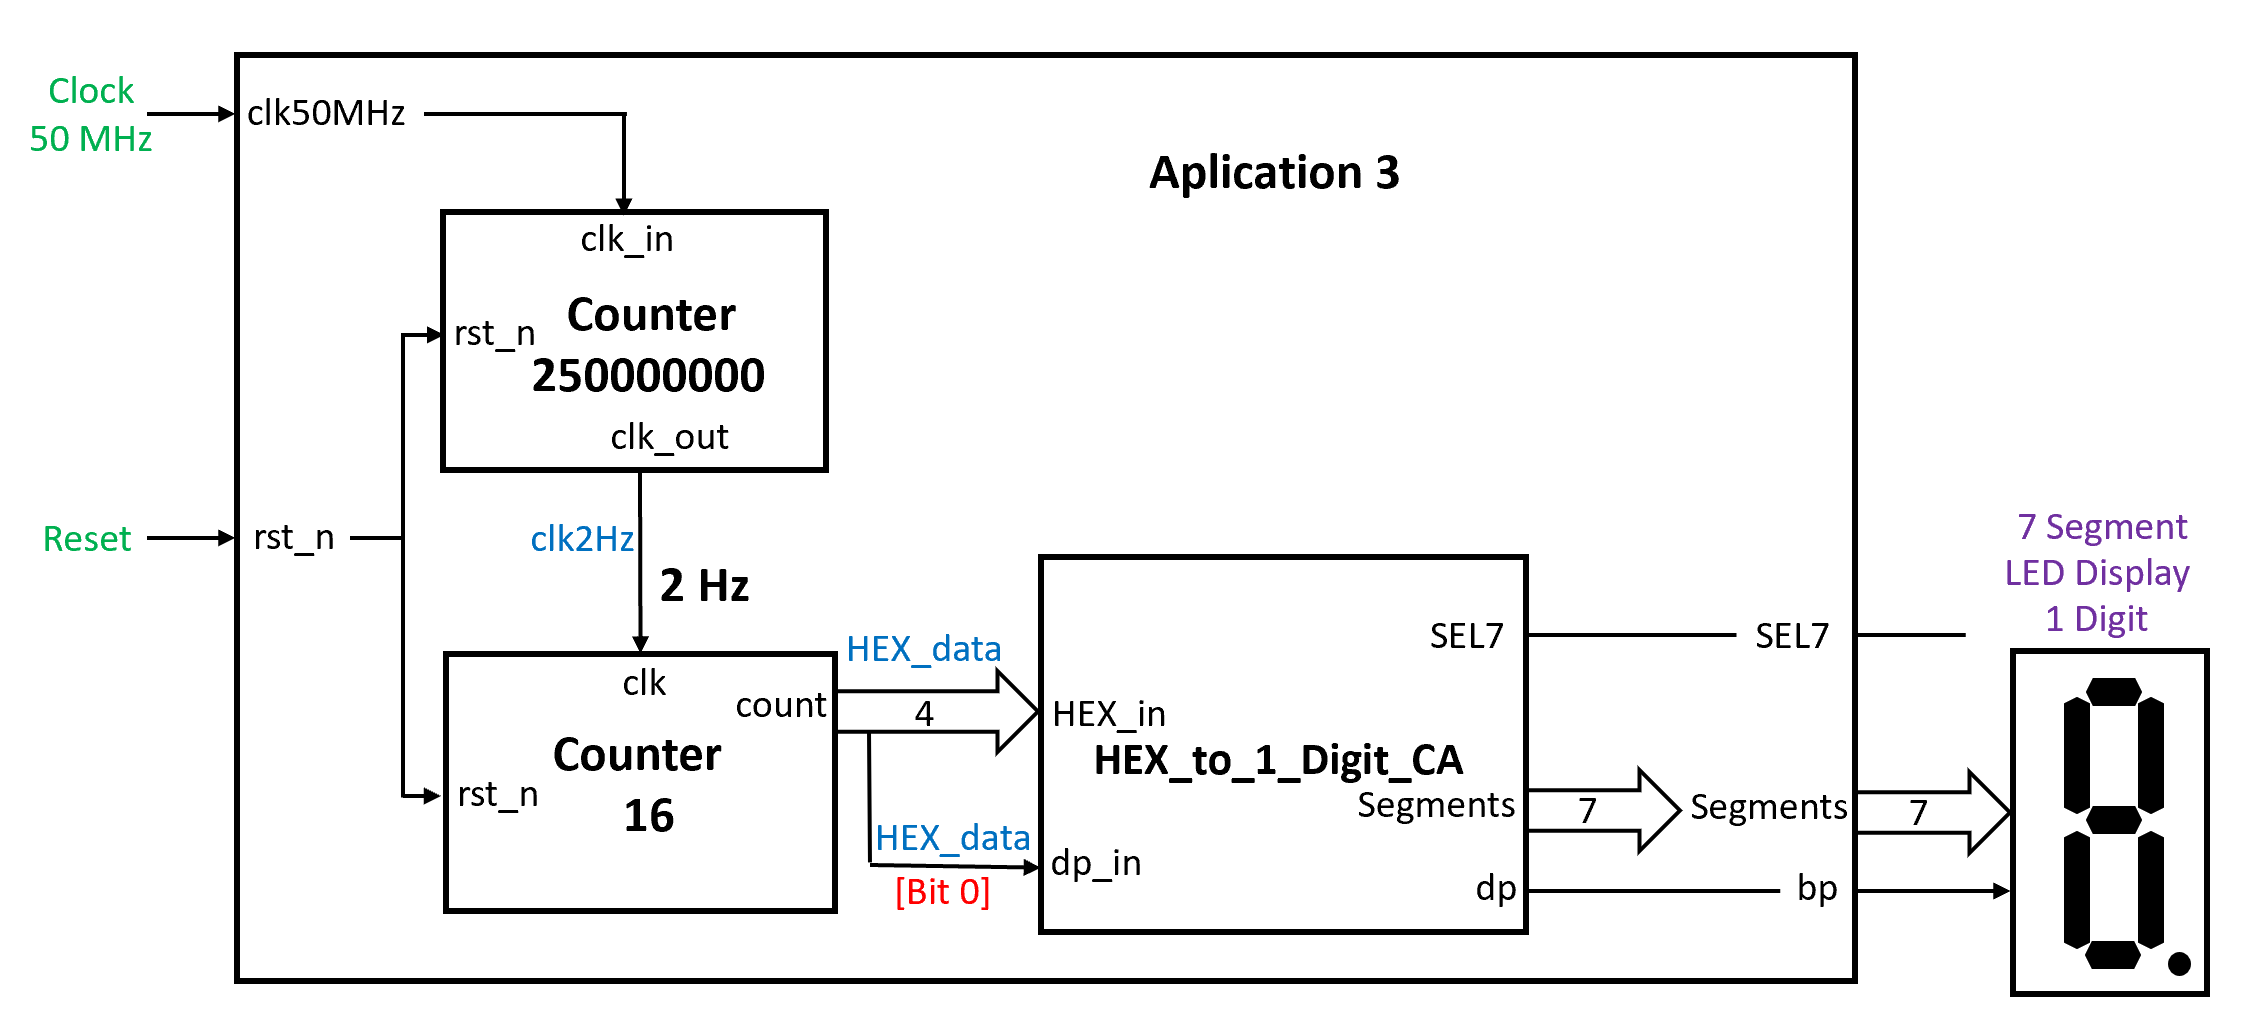 Clock
50 MHz
clk50MHz
Aplication 3
clk_in
rst_n
Counter
250000000
clk_out
Reset
rst_n
clk2Hz
2 Hz
7 Segment
LED Display
1 Digit
clk
count
Counter
16
rst_n
HEX_data
4
HEX_data
[Bit 0]
HEX_in
HEX_to_1_Digit_CA
dp_in
SEL7
Segments
dp
7
SEL7
Segments
bp
7